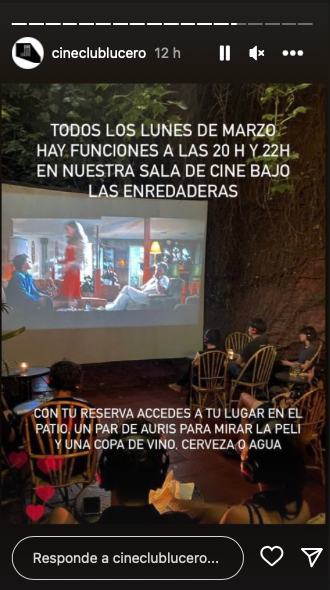 cineclublucero 12 h
TODOS LOS LUNES DE MARZO
HAY FUNCIONES A LAS 20 H Y 22H
EN NUESTRA SALA DE CINE BAJO
LAS ENREDADERAS
CON TU RESERVA ACCEDES A TU LUGAR EN EL
PATIO, UN PAR DE AURIS PARA MIRAR LA PELI
Y UNA COPA DE VINO, CERVEZA O AGUA
Responde a cineclublucero...